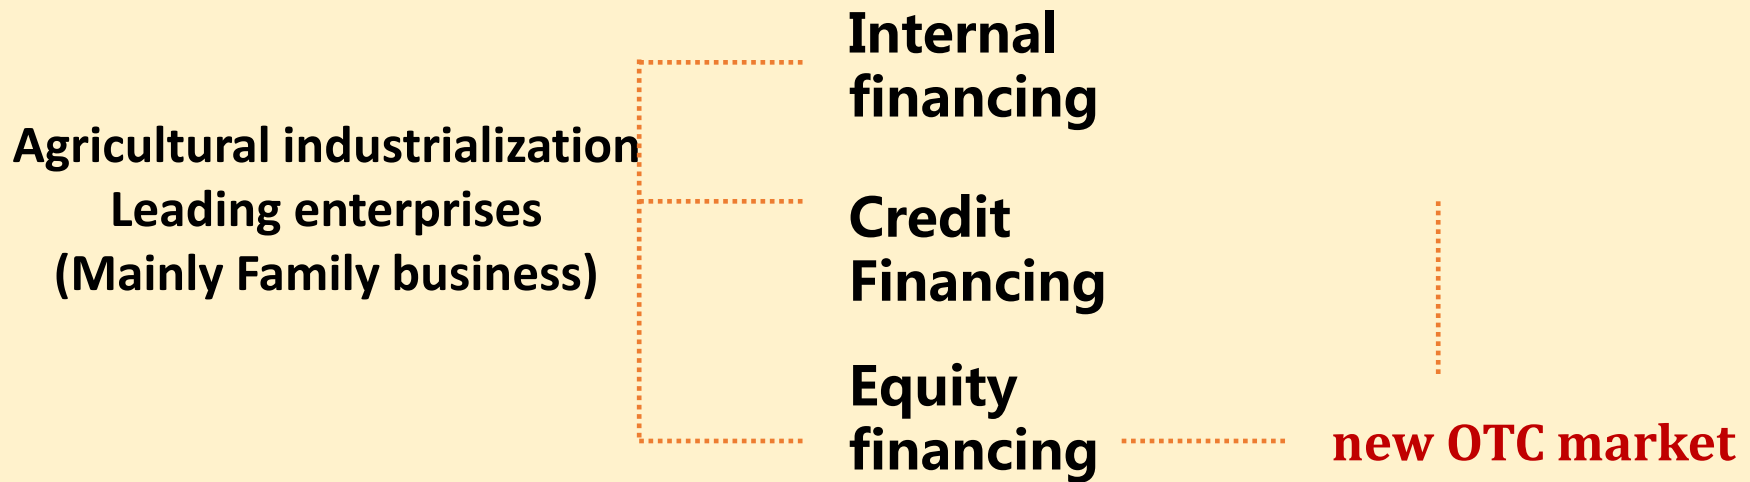 Agricultural industrialization
Leading enterprises
(Mainly Family business)
Internal
financing
Credit
Financing
Equity
financing
new OTC market